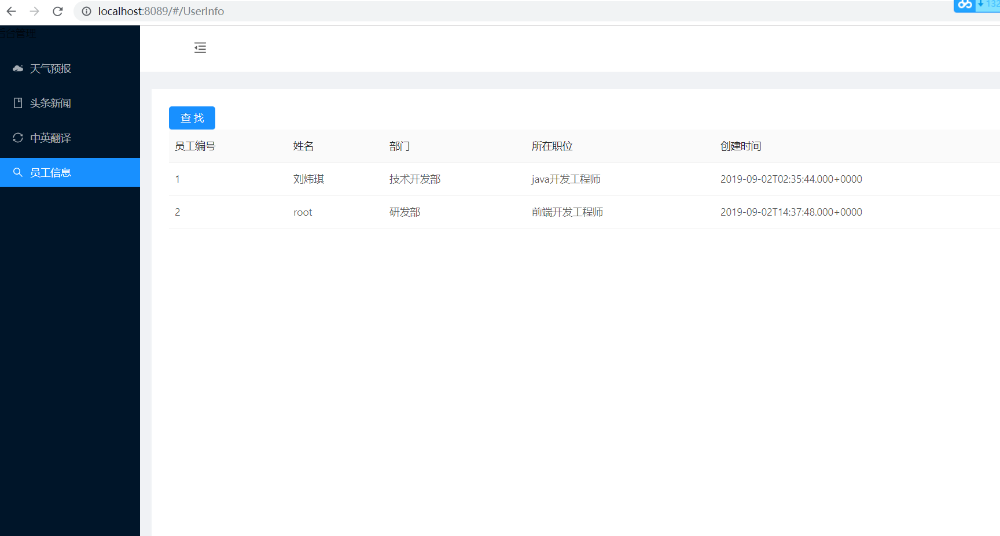 localhost:8089/#/UserInfo
132
后台管理
天气预报
头条新闻
中英翻译
员工信息
查 找
员工编号 姓名 部门 所在职位 创建时间
1 刘炜琪 技术开发部 java开发工程师 2019-09-02T02:35:44.000+0000
2 root 研发部 前端开发工程师 2019-09-02T14:37:48.000+0000